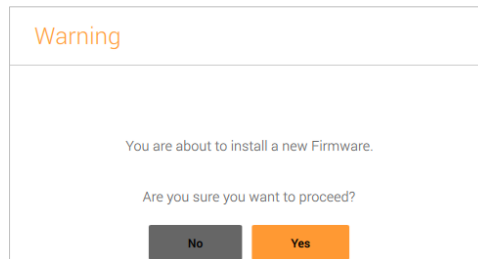 Warning
You are about to install a new Firmware.
Are you sure you want to proceed?
No Yes